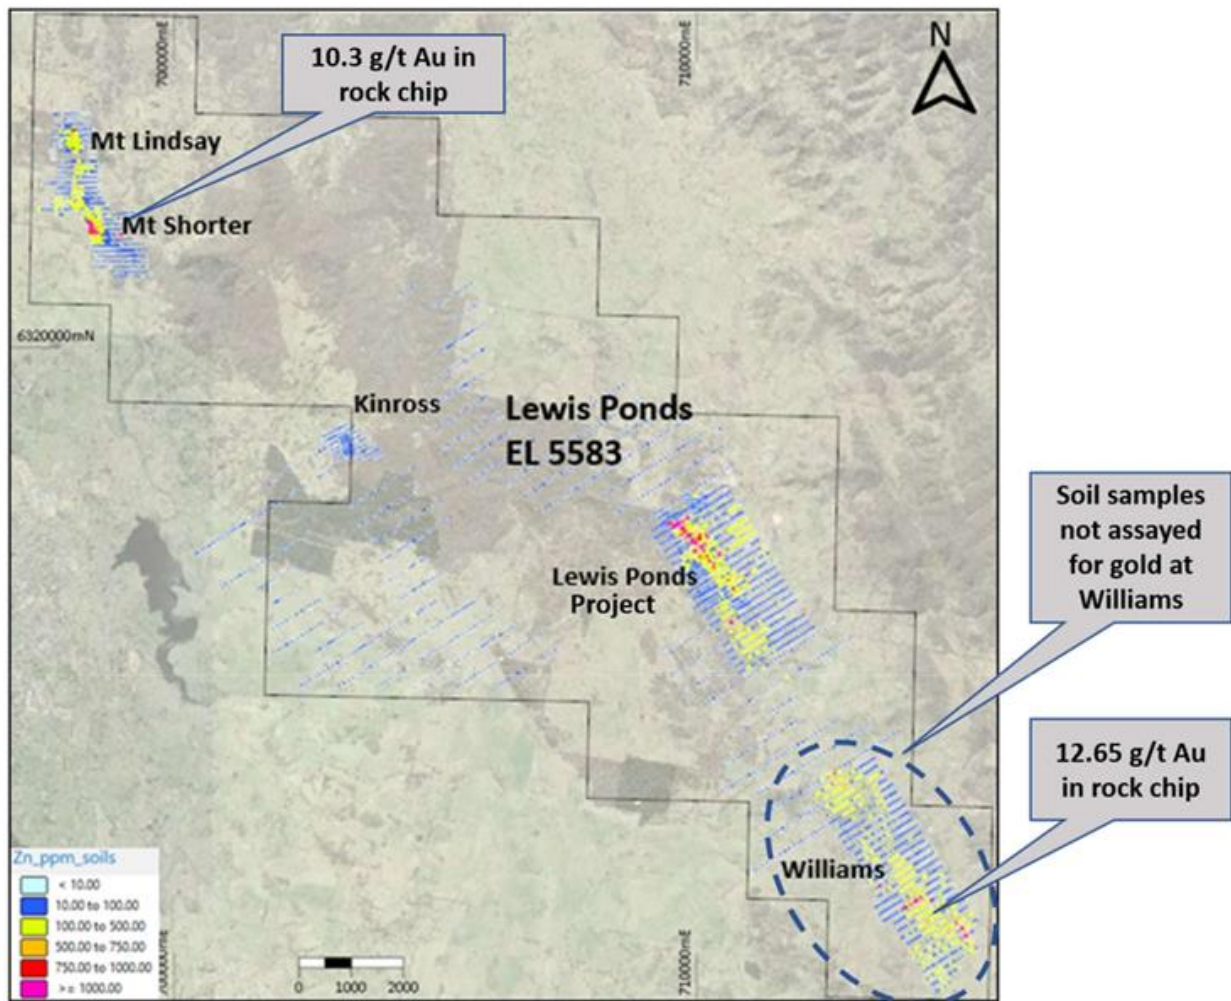 700000mE
710000mE
N
10.3 g/t Au in
rock chip
Mt Lindsay
Mt Shorter
6320000mN
Kinross
Lewis Ponds
EL 5583
Soil samples
not assayed
for gold at
Williams
Lewis Ponds
Project
12.65 g/t Au
in rock chip
Williams
Zn_ppm_soils
< 10.00
10.00 to 100.00
100.00 to 500.00
500.00 to 750.00
750.00 to 1000.00
>= 1000.00
700000mE
0 1000 2000
710000mE